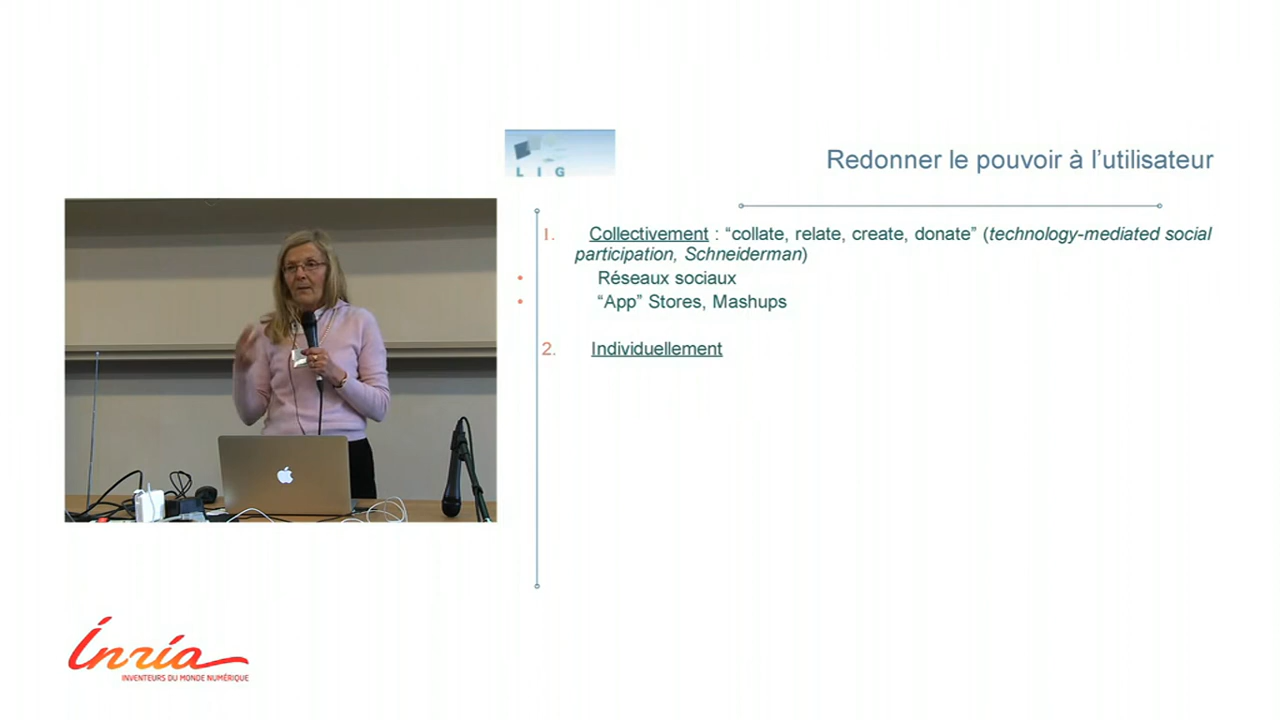 L I G
Redonner le pouvoir à l’utilisateur
1. Collectivement : “collate, relate, create, donate” (technology-mediated social
participation, Schneiderman)
• Réseaux sociaux
• “App” Stores, Mashups
2. Individuellement
Inria
INVENTEURS DU MONDE NUMÉRIQUE